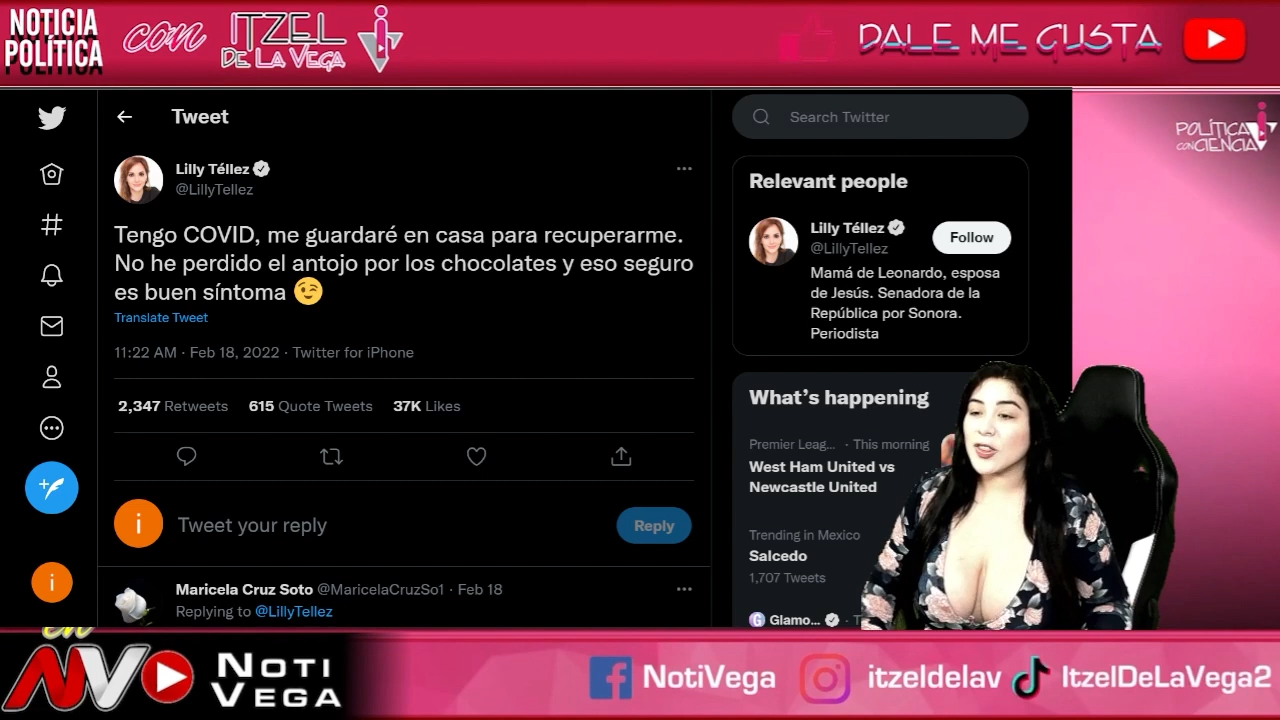 NOTICIA
POLÍTICA
con
ITZEL
DE LA VEGA
DALE ME GUSTA
Tweet
Search Twitter
POLÍTICA
CON CIENCIA
Lilly Téllez
@LillyTellez
Tengo COVID, me guardaré en casa para recuperarme.
No he perdido el antojo por los chocolates y eso seguro
es buen síntoma 😉
Translate Tweet
11:22 AM · Feb 18, 2022 · Twitter for iPhone
2,347 Retweets 615 Quote Tweets 37K Likes
i
Tweet your reply
Reply
i
Maricela Cruz Soto @MaricelaCruzSo1 · Feb 18
Replying to @LillyTellez
Relevant people
Lilly Téllez
@LillyTellez
Follow
Mamá de Leonardo, esposa
de Jesús. Senadora de la
República por Sonora.
Periodista
What's happening
Premier Leag... · This morning
West Ham United vs
Newcastle United
Trending in Mexico
Salcedo
1,707 Tweets
Glamo...
en
NV
NOTI
VEGA
NotiVega
itzeldelav
ItzelDeLaVega2